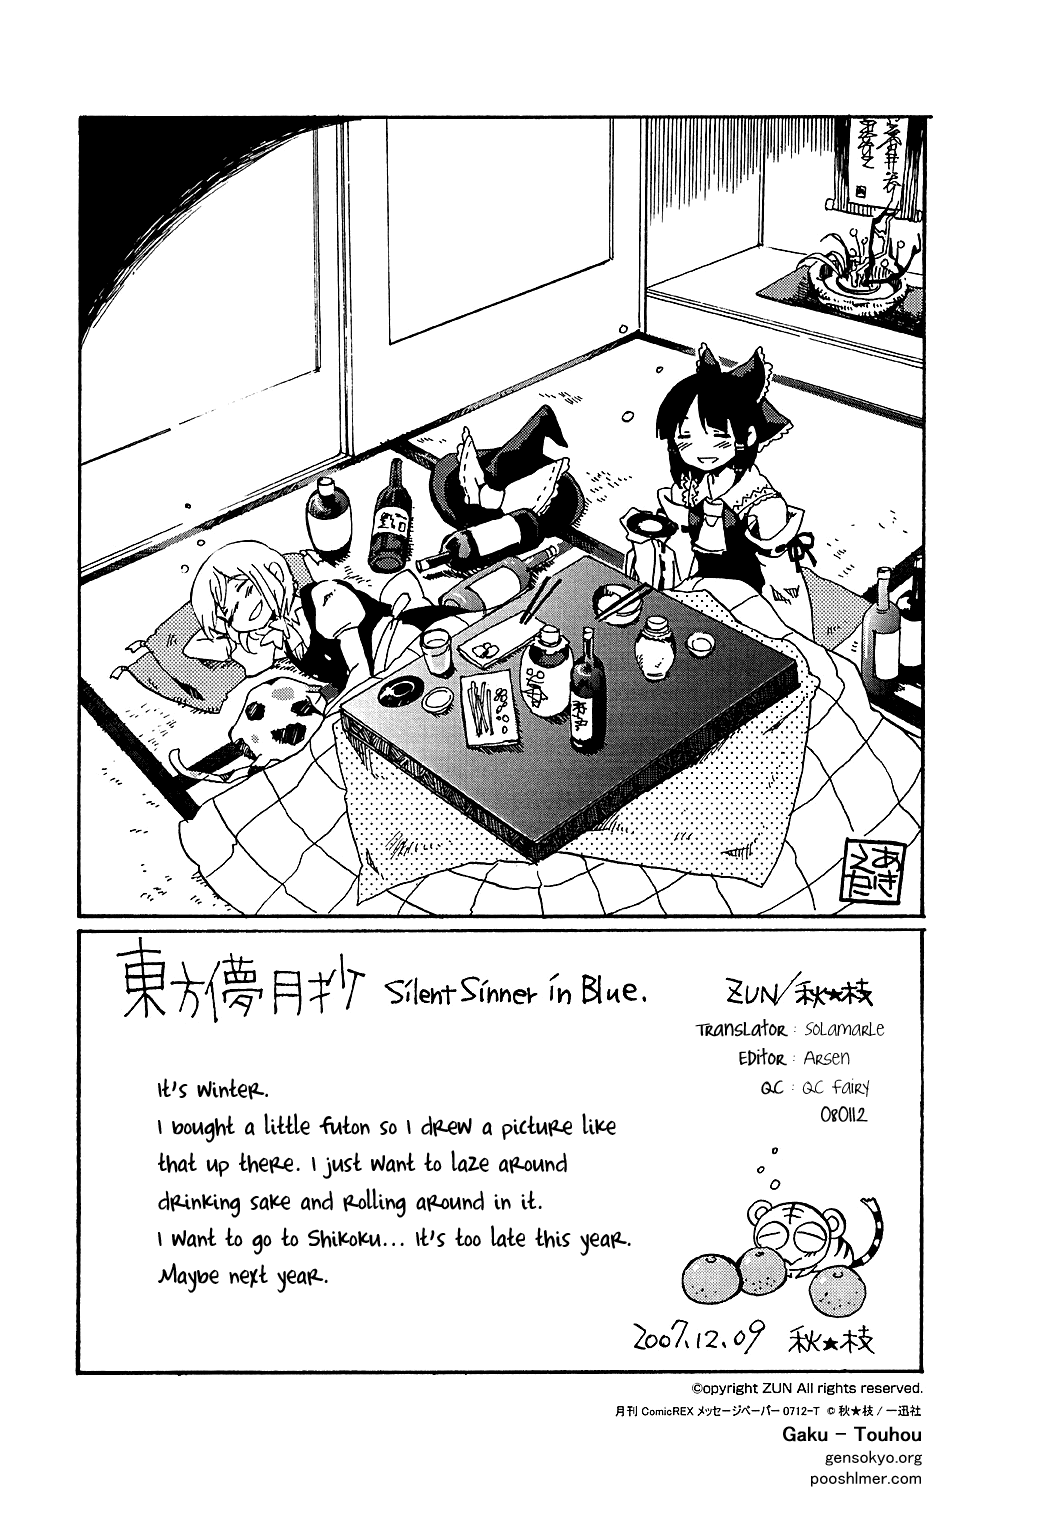 あき
えだ
東方儚月抄 Silent Sinner in Blue.
ZUN/秋★枝
Translator : Solamarle
Editor : Arsen
QC : QC fairy
080112
It's winter.
I bought a little futon so I drew a picture like
that up there. I just want to laze around
drinking sake and rolling around in it.
I want to go to Shikoku... It's too late this year.
Maybe next year.
2007.12.09 秋★枝
©opyright ZUN All rights reserved.
月刊 ComicREX メッセージペーパー 0712-T © 秋★枝 / 一迅社
Gaku - Touhou
gensokyo.org
pooshlmer.com